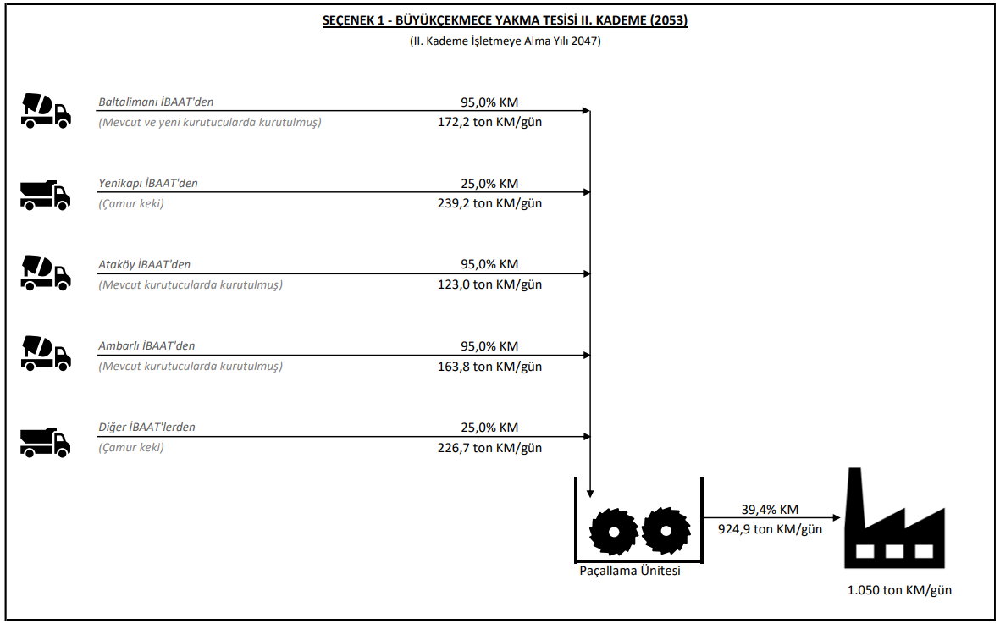 SEÇENEK 1 - BÜYÜKÇEKMECE YAKMA TESİSİ II. KADEME (2053)
(II. Kademe İşletmeye Alma Yılı 2047)
Baltalimanı İBAAT'den
95,0% KM
(Mevcut ve yeni kurutucularda kurutulmuş)
172,2 ton KM/gün
Yenikapı İBAAT'den
25,0% KM
(Çamur keki)
239,2 ton KM/gün
Ataköy İBAAT'den
95,0% KM
(Mevcut kurutucularda kurutulmuş)
123,0 ton KM/gün
Ambarlı İBAAT'den
95,0% KM
(Mevcut kurutucularda kurutulmuş)
163,8 ton KM/gün
Diğer İBAAT'lerden
25,0% KM
(Çamur keki)
226,7 ton KM/gün
39,4% KM
924,9 ton KM/gün
Paçallama Ünitesi
1.050 ton KM/gün